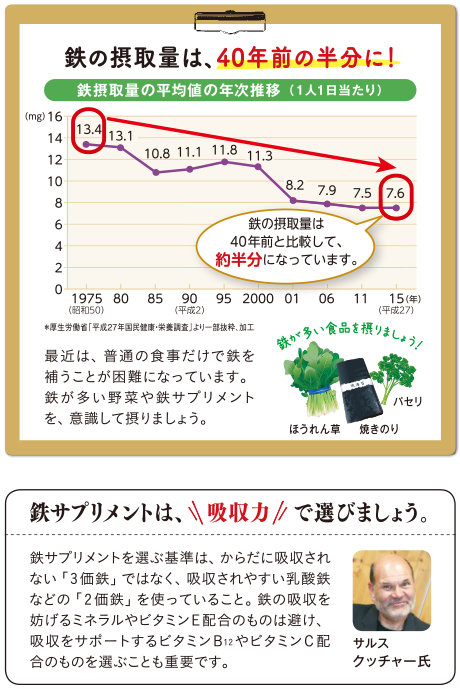 鉄の摂取量は、40年前の半分に！
鉄摂取量の平均値の年次推移（1人1日当たり）
(mg)
16
14
12
10
8
6
4
2
0
13.4
13.1
10.8
11.1
11.8
11.3
8.2
7.9
7.5
7.6
鉄の摂取量は
40年前と比較して、
約半分になっています。
1975 80 85 90 95 2000 01 06 11 15(年)
(昭和50) (平成2) (平成27)
*厚生労働省「平成27年国民健康・栄養調査」より一部抜粋、加工
最近は、普通の食事だけで鉄を
補うことが困難になっています。
鉄が多い野菜や鉄サプリメント
を、意識して摂りましょう。
鉄が多い食品を摂りましょう！
ほうれん草
焼きのり
パセリ
鉄サプリメントは、吸収力で選びましょう。
鉄サプリメントを選ぶ基準は、からだに吸収され
ない「3価鉄」ではなく、吸収されやすい乳酸鉄
などの「2価鉄」を使っていること。鉄の吸収を
妨げるミネラルやビタミンE配合のものは避け、
吸収をサポートするビタミンB12やビタミンC配
合のものを選ぶことも重要です。
サルス
クッチャー氏